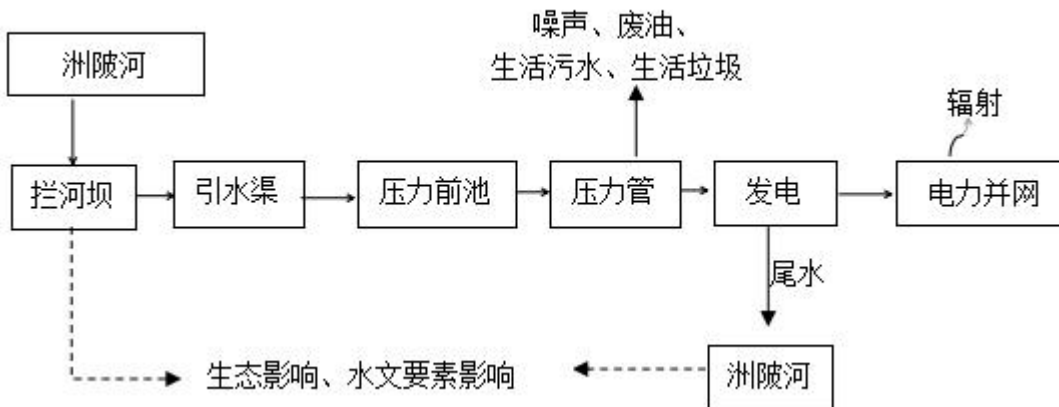 噪声、废油、
生活污水、生活垃圾
洲陂河
辐射
拦河坝
引水渠
压力前池
压力管
发电
电力并网
尾水
生态影响、水文要素影响
洲陂河